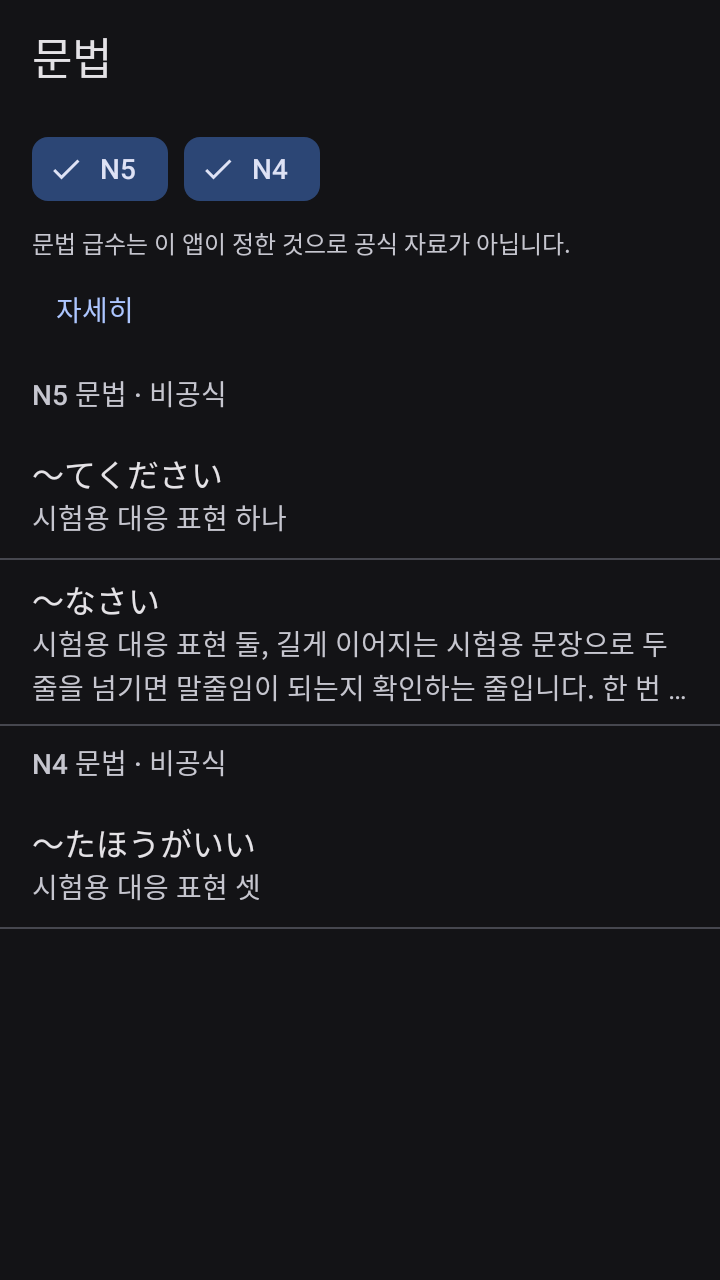 문법
N5
N4
문법 급수는 이 앱이 정한 것으로 공식 자료가 아닙니다.
자세히
N5 문법 · 비공식
～てください
시험용 대응 표현 하나
～なさい
시험용 대응 표현 둘, 길게 이어지는 시험용 문장으로 두
줄을 넘기면 말줄임이 되는지 확인하는 줄입니다. 한 번 ...
N4 문법 · 비공식
～たほうがいい
시험용 대응 표현 셋